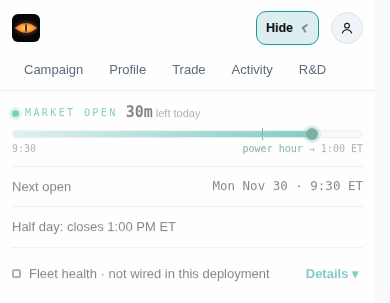 Hide
Campaign Profile Trade Activity R&D
MARKET OPEN 30m left today
9:30 power hour → 1:00 ET
Next open Mon Nov 30 · 9:30 ET
Half day: closes 1:00 PM ET
Fleet health · not wired in this deployment Details ▾